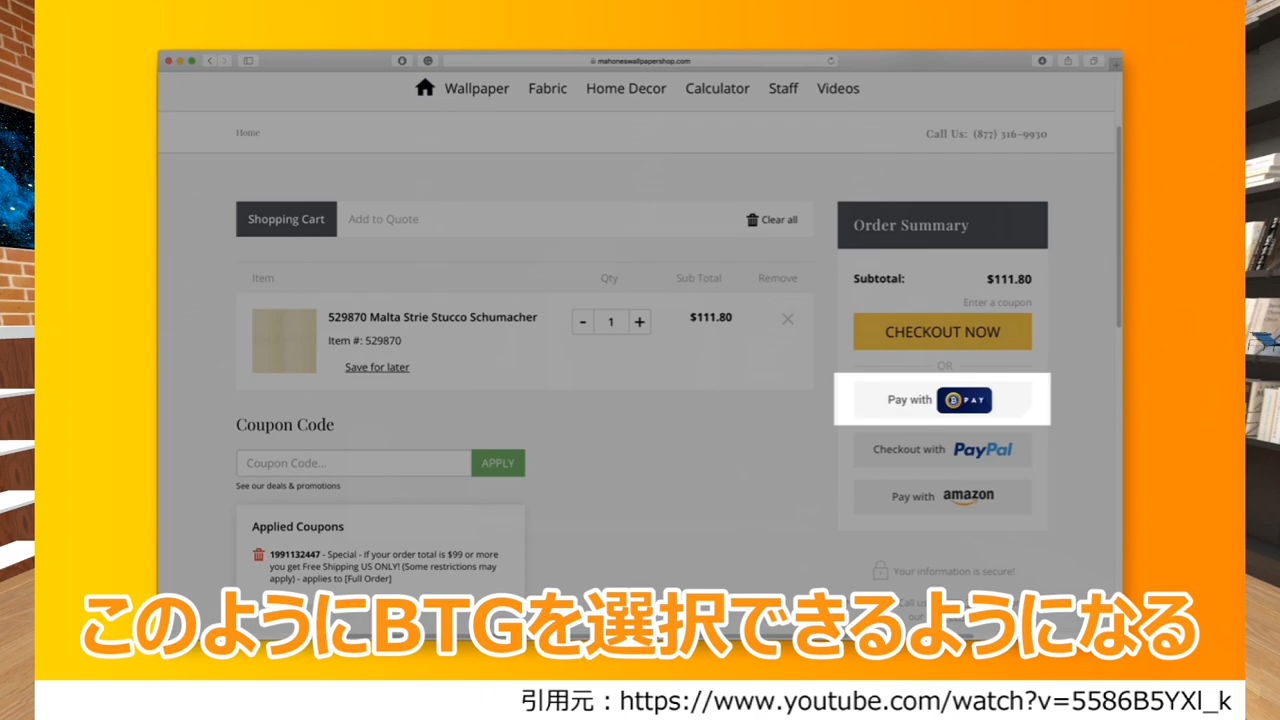 mahoneswallpapershop.com
Wallpaper Fabric Home Decor Calculator Staff Videos
Home
Call Us: (877) 316-9930
Shopping Cart Add to Quote Clear all
Item Qty Sub Total Remove
529870 Malta Strie Stucco Schumacher
- 1 + $111.80
Item #: 529870
Save for later
Coupon Code
Coupon Code... APPLY
See our deals & promotions
Applied Coupons
1991132447 - Special - If your order total is $99 or more
you get Free Shipping US ONLY! (Some restrictions may
apply) - applies to [Full Order]
Order Summary
Subtotal: $111.80
Enter a coupon
CHECKOUT NOW
OR
Pay with B PAY
Checkout with PayPal
Pay with amazon
Your information is secure!
Call us
このようにBTGを選択できるようになる
引用元：https://www.youtube.com/watch?v=5586B5YXl_k